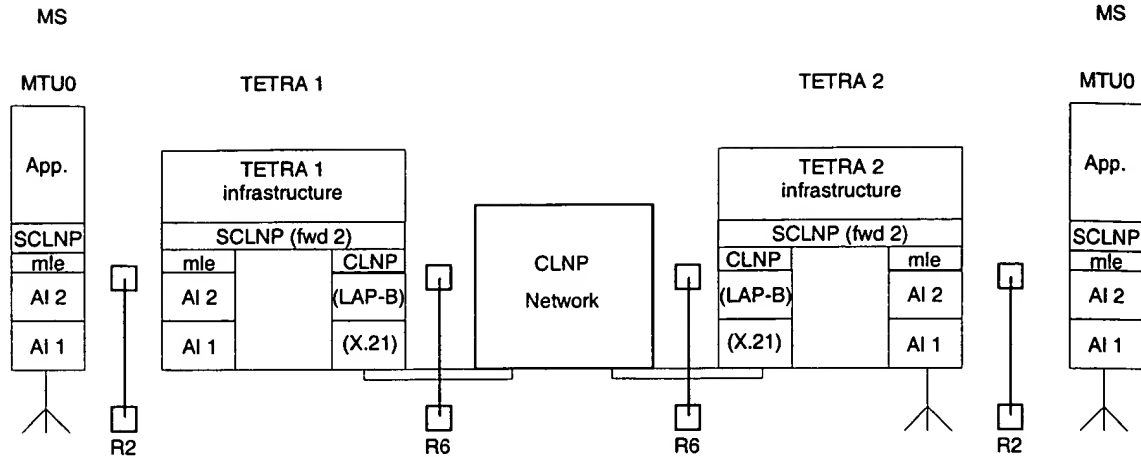 MS
MS
MTU0
TETRA 1
TETRA 2
MTU0
App.
TETRA 1
infrastructure
TETRA 2
infrastructure
App.
SCLNP
SCLNP (fwd 2)
SCLNP (fwd 2)
SCLNP
mle
mle
CLNP
CLNP
Network
CLNP
mle
mle
AI 2
AI 2
(LAP-B)
(LAP-B)
AI 2
AI 2
AI 1
AI 1
(X.21)
(X.21)
AI 1
AI 1
R2
R6
R6
R2